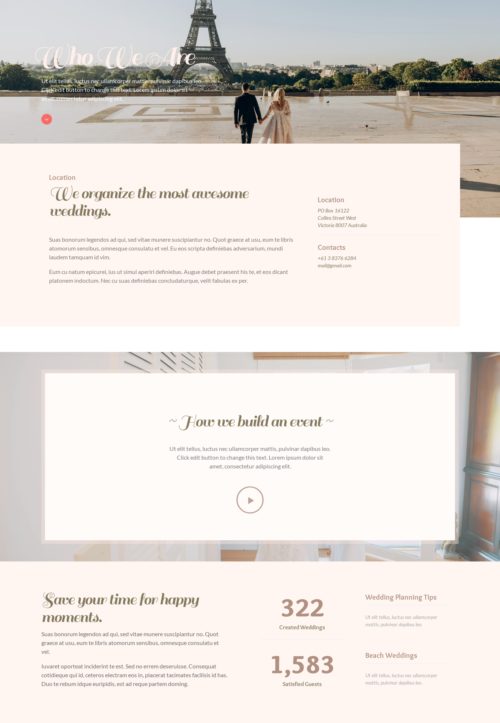 Who We Are
Ut elit tellus, luctus nec ullamcorper mattis, pulvinar dapibus leo.
Click edit button to change this text. Lorem ipsum dolor sit
amet, consectetur adipiscing elit.
Location
We organize the most awesome
weddings.
Suas bonorum legendos ad qui, sed vitae munere suscipiantur no. Quot graece at usu, eum te libris
atomorum sensibus, omnesque consulatu et vel. Eu eos scripta definiebas adversarium, mundi
laudem tamquam id vim.
Eum cu natum epicurei, ius ut simul aperiri definiebas. Augue debet praesent his te, et eos dicant
platonem indoctum. Nec cu suas definiebas concludaturque, velit fabulas ex per.
Location
PO Box 16122
Collins Street West
Victoria 8007 Australia
Contacts
+61 3 8376 6284
mail@gmail.com
~ How we build an event ~
Ut elit tellus, luctus nec ullamcorper mattis, pulvinar dapibus leo.
Click edit button to change this text. Lorem ipsum dolor sit
amet, consectetur adipiscing elit.
Save your time for happy
moments.
Suas bonorum legendos ad qui, sed vitae munere suscipiantur no. Quot graece at
usu, eum te libris atomorum sensibus, omnesque consulatu et
vel.
Iuvaret oporteat inciderint te est. Sed no errem deserunisse. Consequat
cotidieque qui id, ceteros electram eos in, placerat tacimates facilisis id has.
Duo te rebum idque euripidis, est ad reque partem doming.
322
Created Weddings
1,583
Satisfied Guests
Wedding Planning Tips
Ut elit tellus, luctus nec ullamcorper
mattis, pulvinar dapibus leo.
Beach Weddings
Ut elit tellus, luctus nec ullamcorper
mattis, pulvinar dapibus leo.